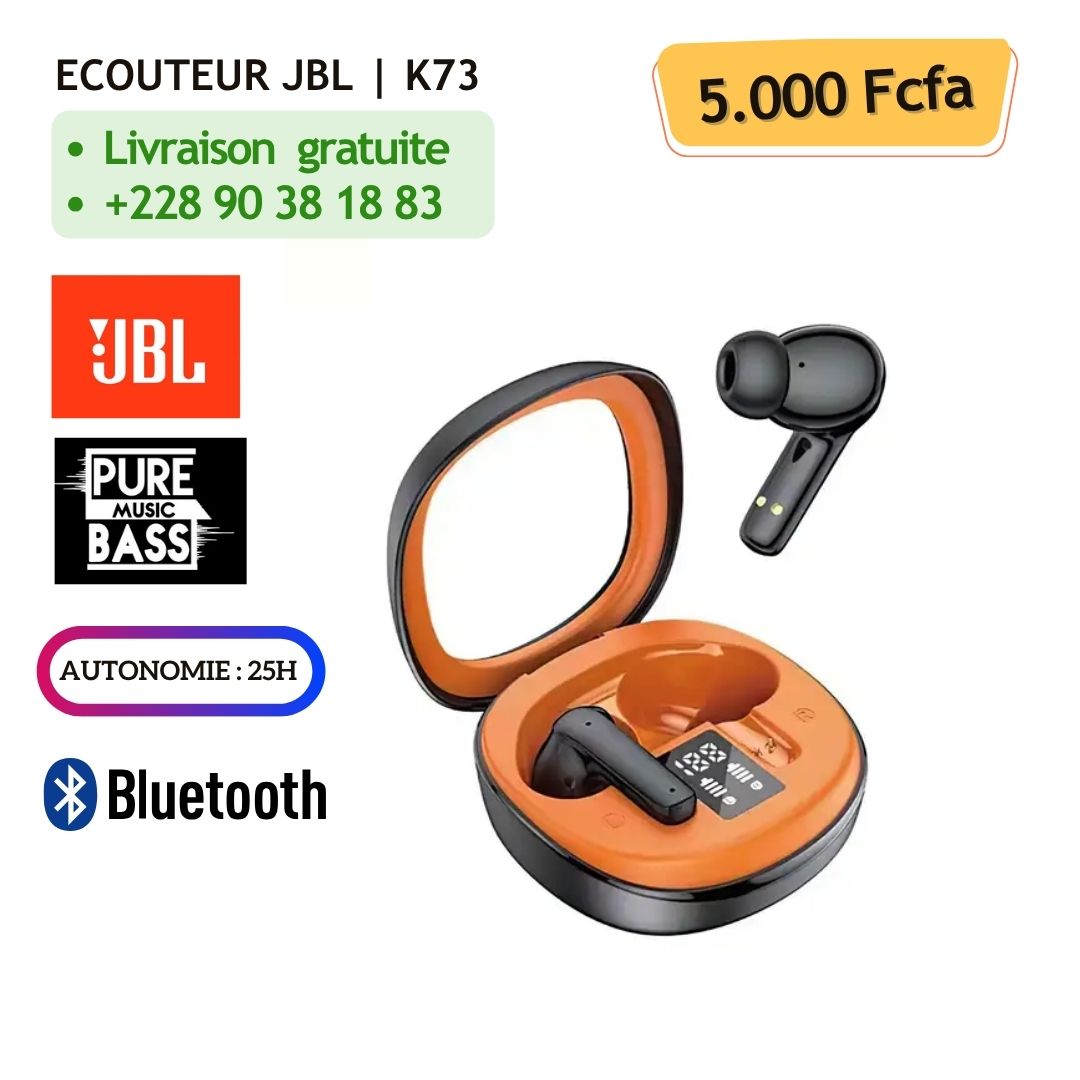 ECOUTEUR JBL | K73
5.000 Fcfa
• Livraison gratuite
• +228 90 38 18 83
JBL
PURE
MUSIC
BASS
AUTONOMIE : 25H
Bluetooth